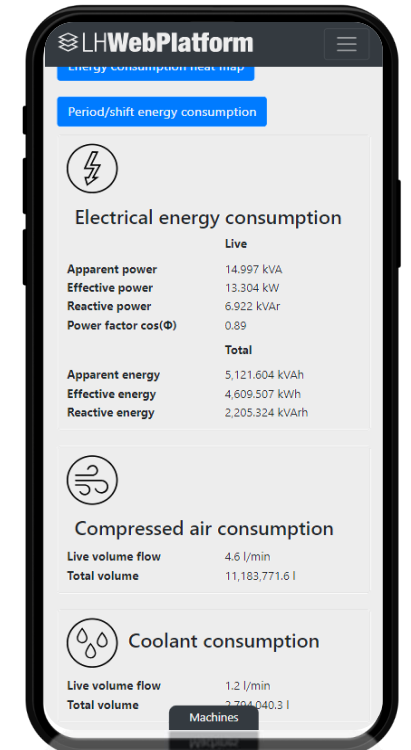 LHWebPlatform
Energy consumption heat map
Period/shift energy consumption
Electrical energy consumption
Live
Apparent power 14.997 kVA
Effective power 13.304 kW
Reactive power 6.922 kVAr
Power factor cos(Φ) 0.89
Total
Apparent energy 5,121.604 kVAh
Effective energy 4,609.507 kWh
Reactive energy 2,205.324 kVArh
Compressed air consumption
Live volume flow 4.6 l/min
Total volume 11,183,771.6 l
Coolant consumption
Live volume flow 1.2 l/min
Total volume 2,794,040.3 l
Machines